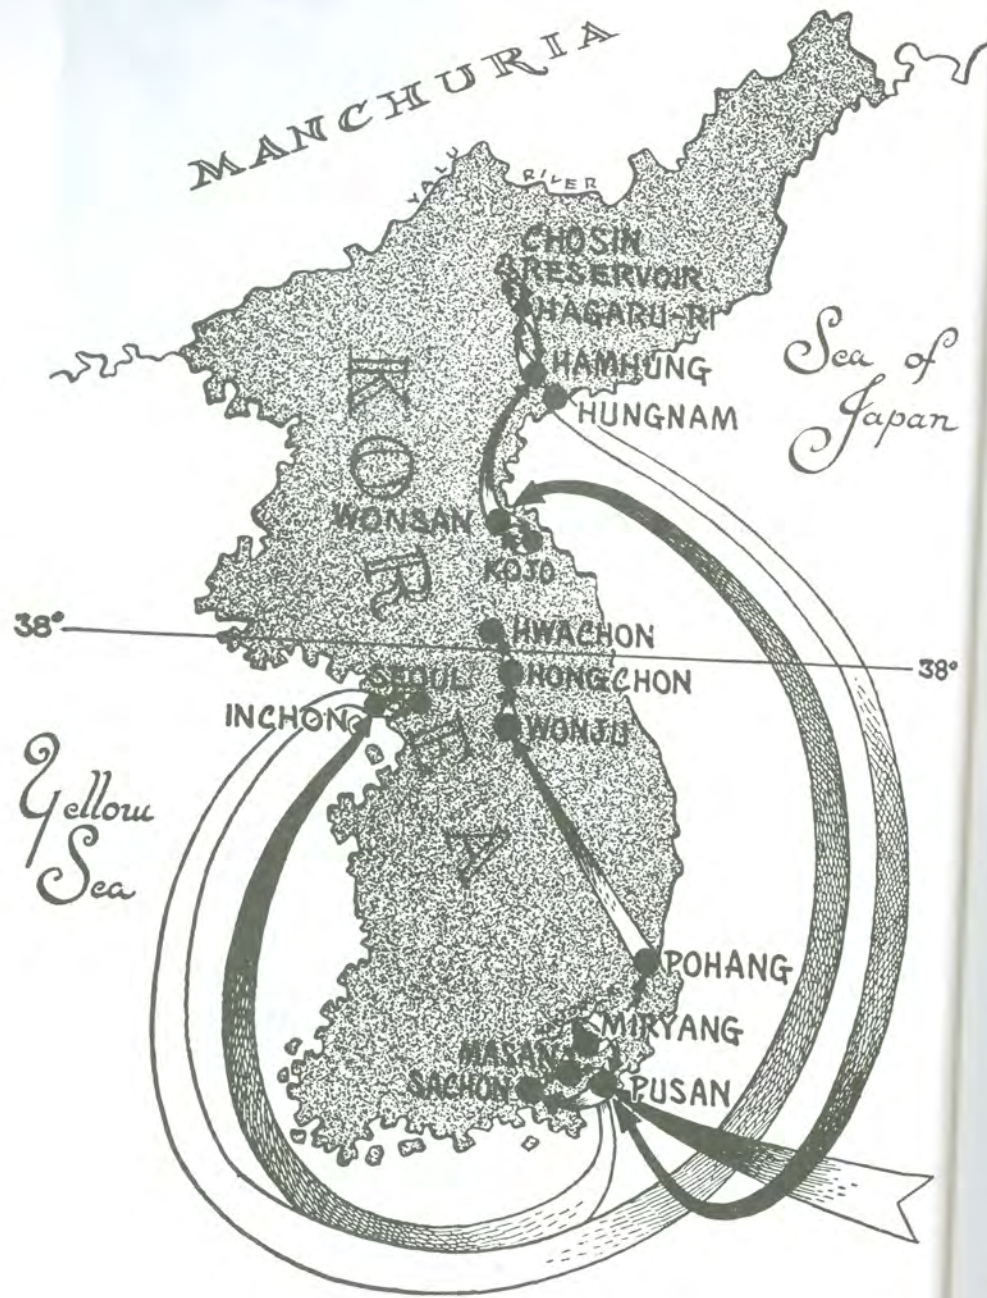 MANCHURIA
YALU RIVER
CHOSIN
RESERVOIR
HAGARU-RI
HAMHUNG
HUNGNAM
Sea of
Japan
KOREA
WONSAN
KOJO
38°
38°
HWACHON
HONGCHON
SEOUL
INCHON
WONJU
Yellow
Sea
POHANG
MIRYANG
MASAN
SACHON
PUSAN